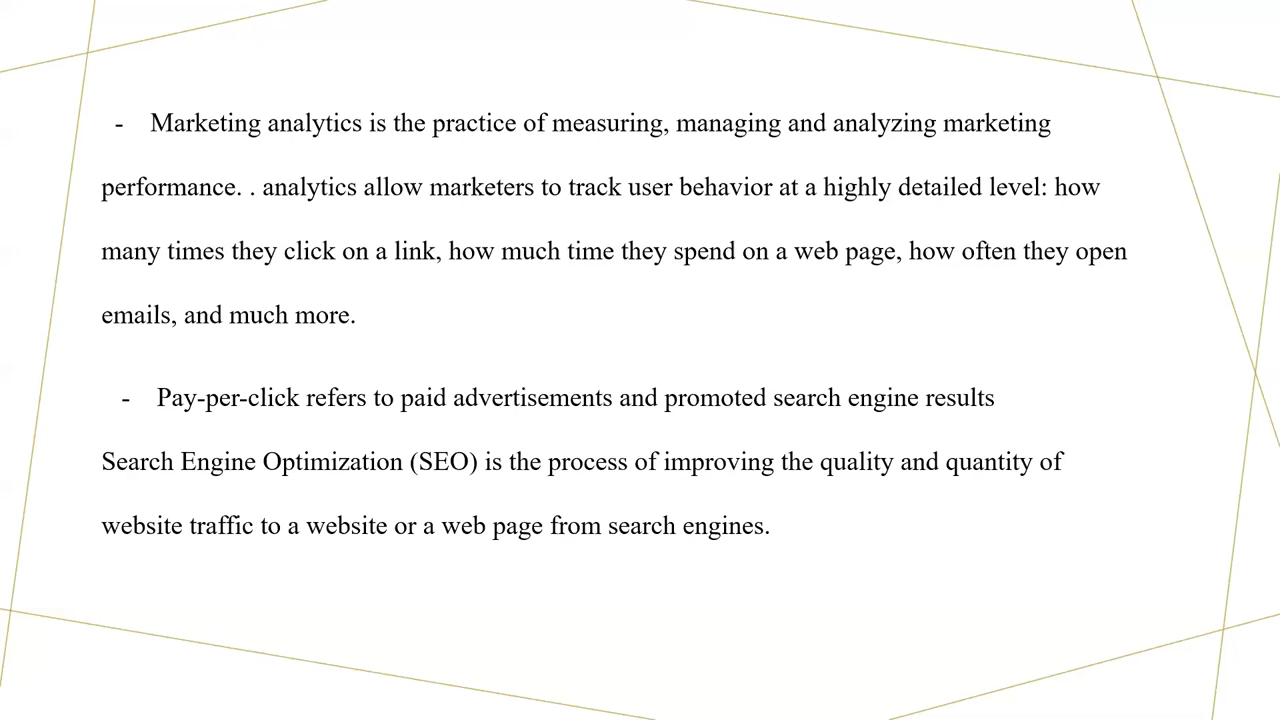 - Marketing analytics is the practice of measuring, managing and analyzing marketing
performance. . analytics allow marketers to track user behavior at a highly detailed level: how
many times they click on a link, how much time they spend on a web page, how often they open
emails, and much more.
- Pay-per-click refers to paid advertisements and promoted search engine results
Search Engine Optimization (SEO) is the process of improving the quality and quantity of
website traffic to a website or a web page from search engines.